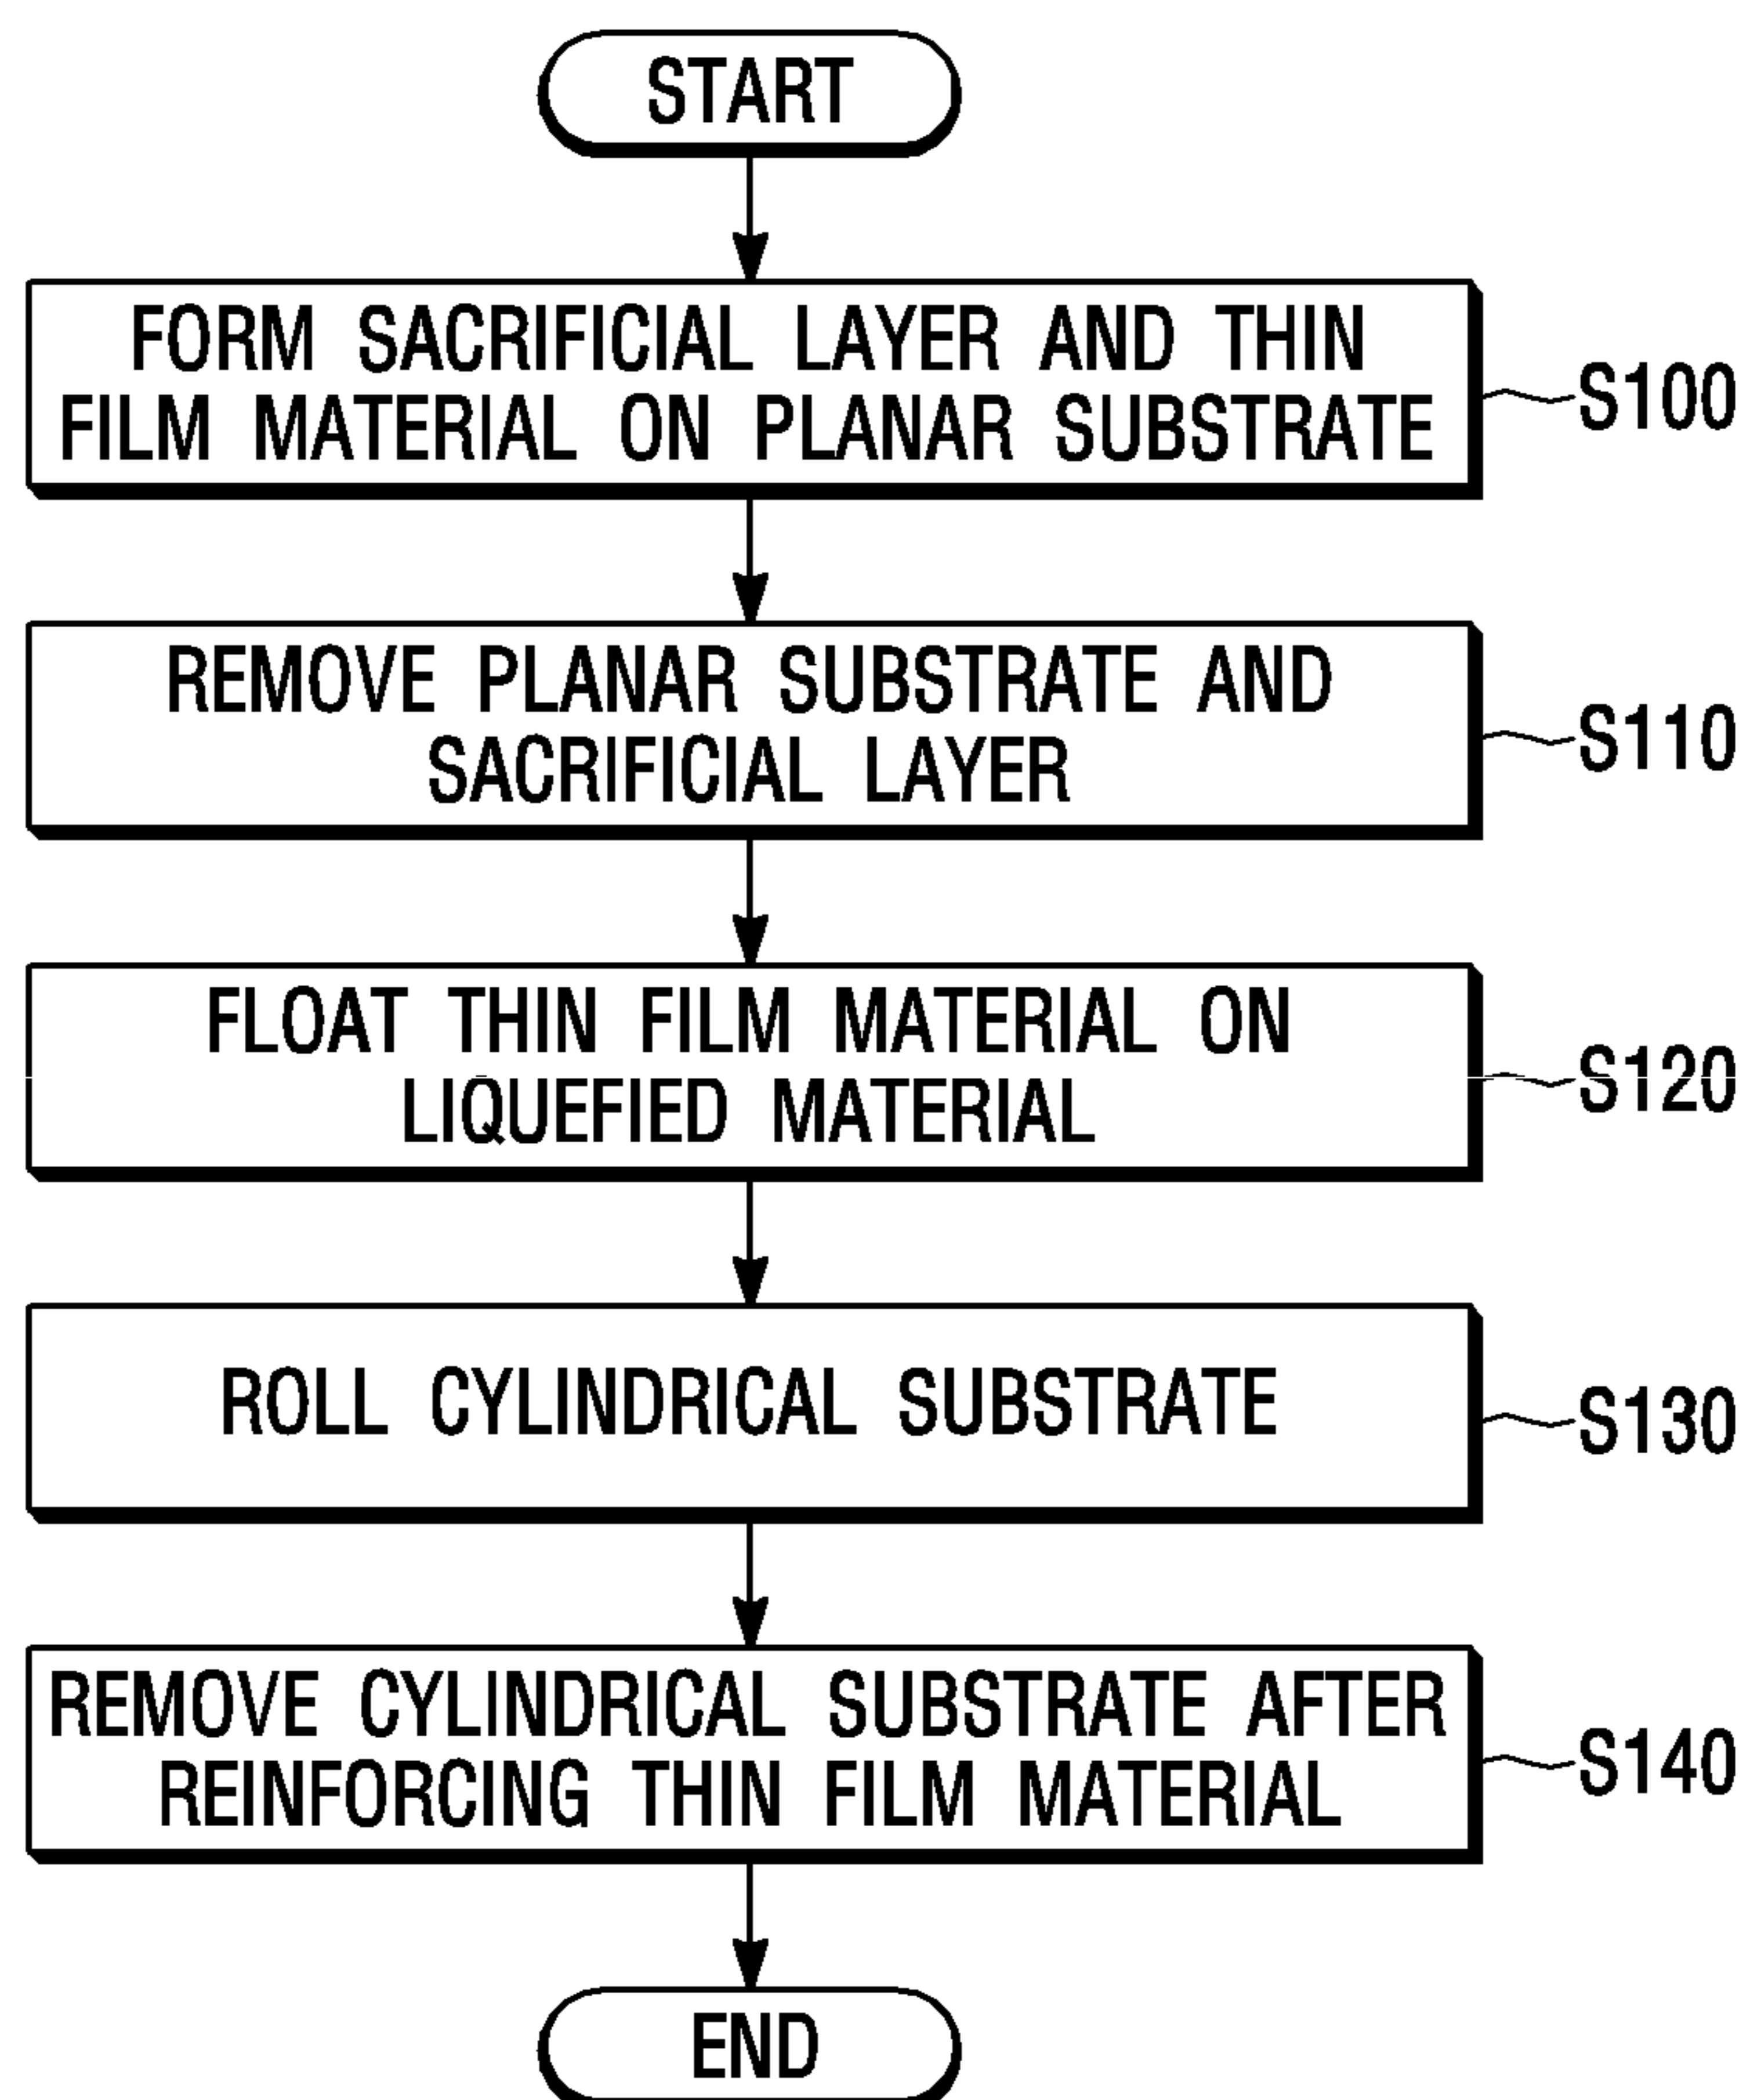 START
FORM SACRIFICIAL LAYER AND THIN
FILM MATERIAL ON PLANAR SUBSTRATE
S100
REMOVE PLANAR SUBSTRATE AND
SACRIFICIAL LAYER
S110
FLOAT THIN FILM MATERIAL ON
LIQUEFIED MATERIAL
S120
ROLL CYLINDRICAL SUBSTRATE
S130
REMOVE CYLINDRICAL SUBSTRATE AFTER
REINFORCING THIN FILM MATERIAL
S140
END